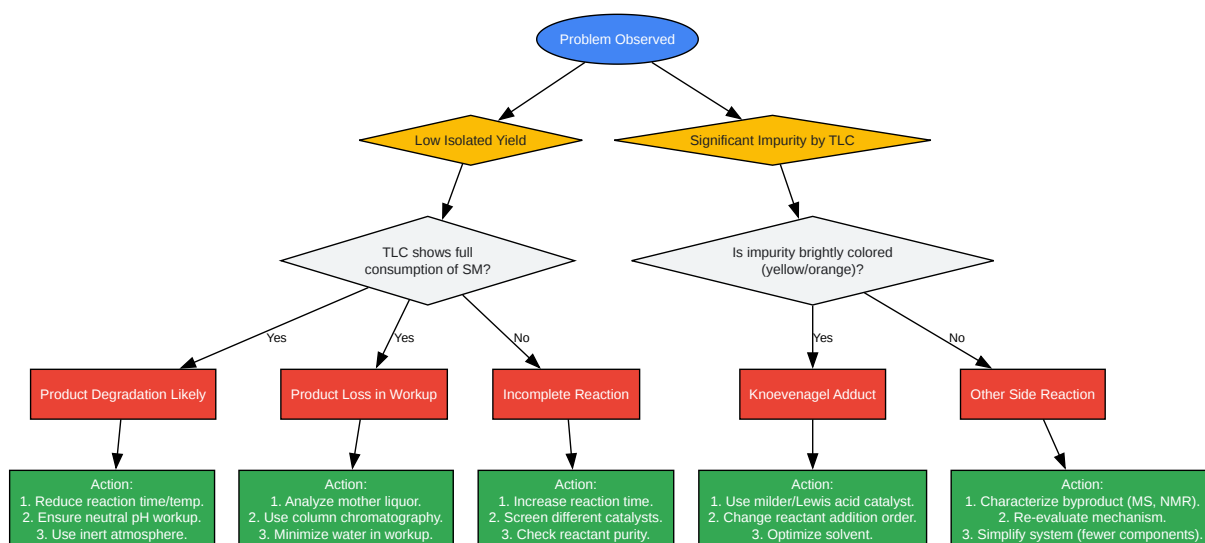 Problem Observed
Low Isolated Yield
Significant Impurity by TLC
TLC shows full
consumption of SM?
Is impurity brightly colored
(yellow/orange)?
Yes
Yes
No
Yes
No
Product Degradation Likely
Product Loss in Workup
Incomplete Reaction
Knoevenagel Adduct
Other Side Reaction
Action:
1. Reduce reaction time/temp.
2. Ensure neutral pH workup.
3. Use inert atmosphere.
Action:
1. Analyze mother liquor.
2. Use column chromatography.
3. Minimize water in workup.
Action:
1. Increase reaction time.
2. Screen different catalysts.
3. Check reactant purity.
Action:
1. Use milder/Lewis acid catalyst.
2. Change reactant addition order.
3. Optimize solvent.
Action:
1. Characterize byproduct (MS, NMR).
2. Re-evaluate mechanism.
3. Simplify system (fewer components).